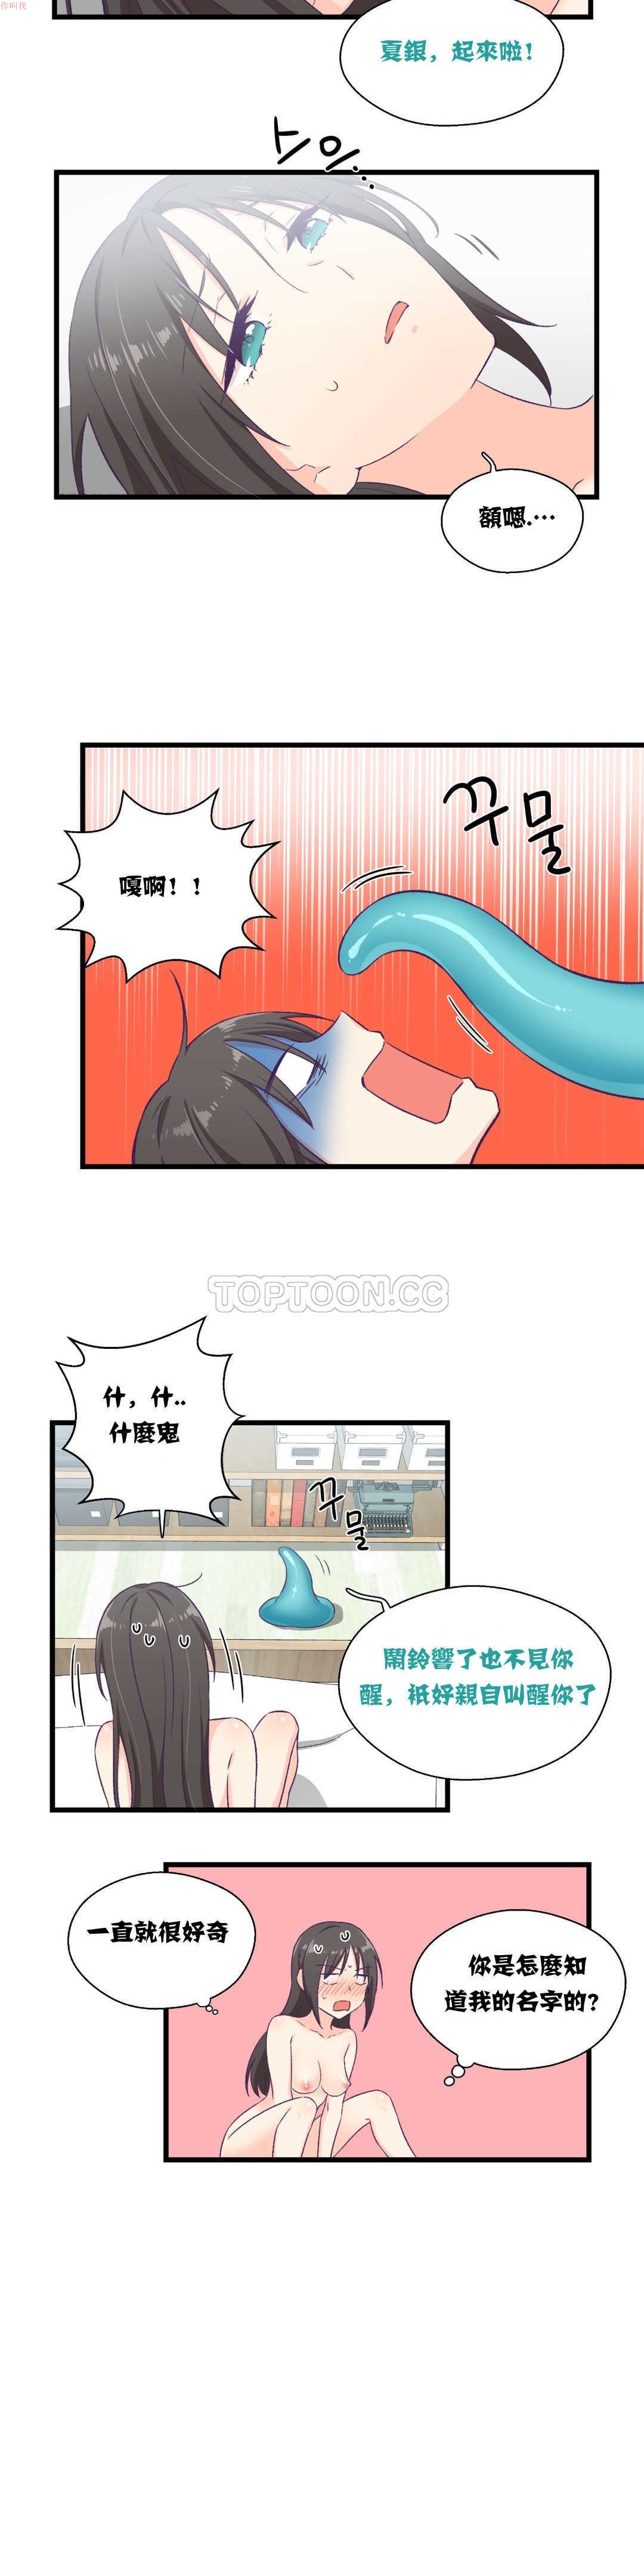 你叫我
夏銀，起來啦！
스윽...
額嗯.…
꾸물
嘎啊！！
TOPTOON.CC
什，什..
什麼鬼
꾸물
鬧鈴響了也不見你
醒，祇好親自叫醒你了
一直就很好奇
你是怎麼知
道我的名字的?